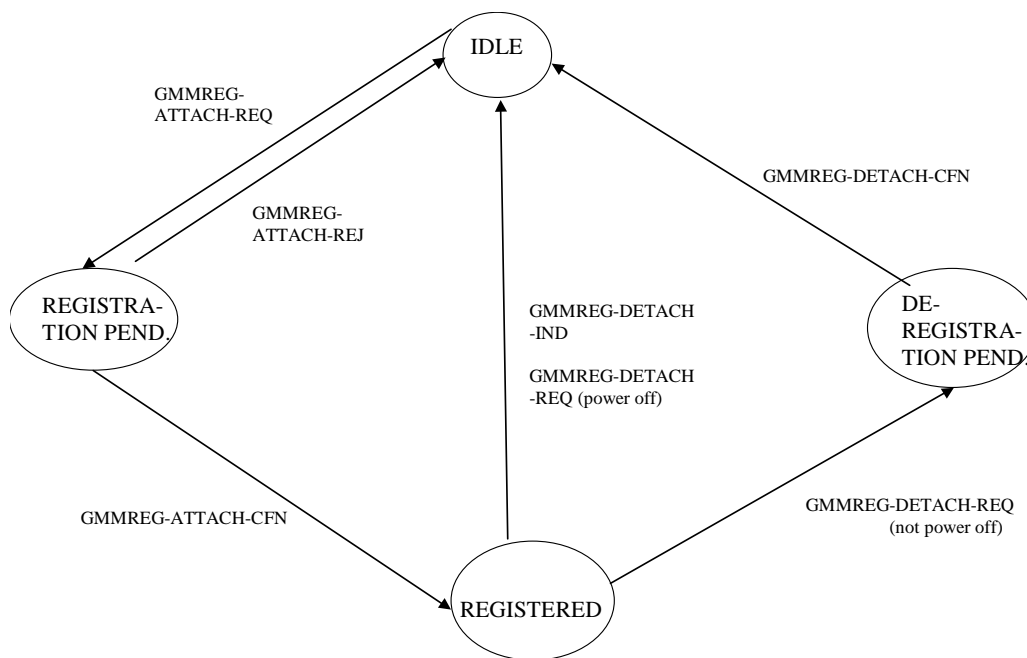 IDLE
GMMREG-
ATTACH-REQ
GMMREG-DETACH-CFN
GMMREG-
ATTACH-REJ
REGISTRA-
TION PEND.
GMMREG-DETACH
-IND
GMMREG-DETACH
-REQ (power off)
DE-
REGISTRA-
TION PEND.
GMMREG-ATTACH-CFN
GMMREG-DETACH-REQ
(not power off)
REGISTERED